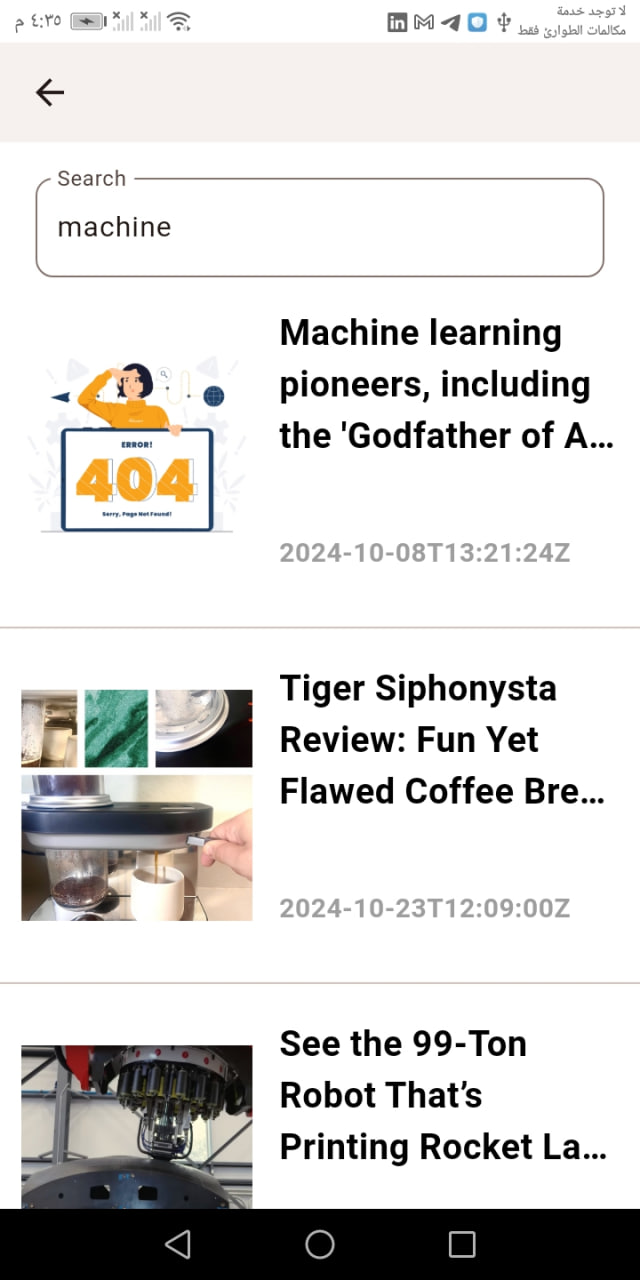 لا توجد خدمة
مكالمات الطوارئ فقط
٤:٣٥ م
Search
machine
Machine learning
pioneers, including
the 'Godfather of A...
ERROR!
404
Sorry, Page Not Found!
2024-10-08T13:21:24Z
Tiger Siphonysta
Review: Fun Yet
Flawed Coffee Bre...
2024-10-23T12:09:00Z
See the 99-Ton
Robot That’s
Printing Rocket La...